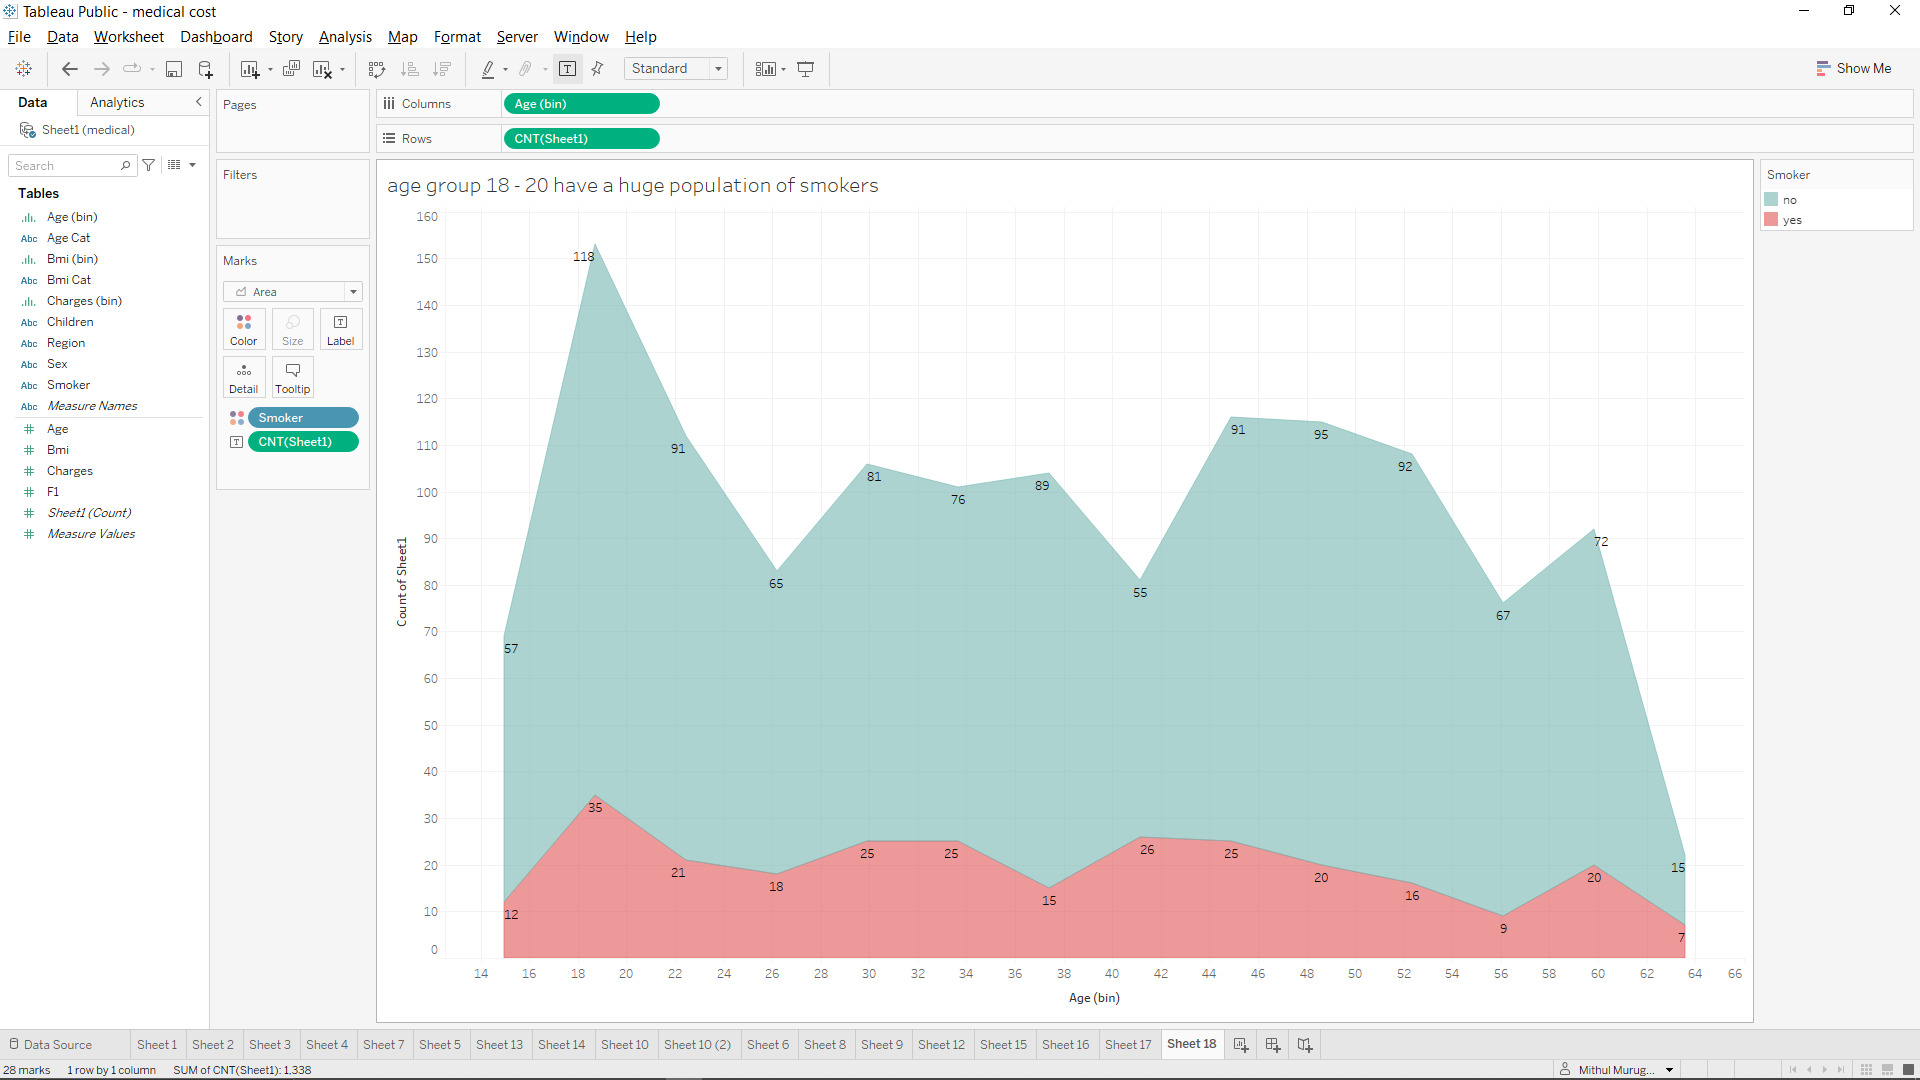 Tableau Public - medical cost
File Data Worksheet Dashboard Story Analysis Map Format Server Window Help
Standard
Show Me
Data Analytics
Sheet1 (medical)
Search
Tables
Age (bin)
Abc Age Cat
Bmi (bin)
Abc Bmi Cat
Charges (bin)
Abc Children
Abc Region
Abc Sex
Abc Smoker
Abc Measure Names
# Age
# Bmi
# Charges
# F1
# Sheet1 (Count)
# Measure Values
Pages
Filters
Marks
Area
Color Size Label
Detail Tooltip
Smoker
CNT(Sheet1)
Columns Age (bin)
Rows CNT(Sheet1)
age group 18 - 20 have a huge population of smokers
Count of Sheet1
160
150
140
130
120
110
100
90
80
70
60
50
40
30
20
10
0
57 118 91 65 81 76 89 55 91 95 92 67 72 15
12 35 21 18 25 25 15 26 25 20 16 9 20 7
14 16 18 20 22 24 26 28 30 32 34 36 38 40 42 44 46 48 50 52 54 56 58 60 62 64 66
Age (bin)
Smoker
no
yes
Data Source Sheet 1 Sheet 2 Sheet 3 Sheet 4 Sheet 7 Sheet 5 Sheet 13 Sheet 14 Sheet 10 Sheet 10 (2) Sheet 6 Sheet 8 Sheet 9 Sheet 12 Sheet 15 Sheet 16 Sheet 17 Sheet 18
28 marks 1 row by 1 column SUM of CNT(Sheet1): 1,338 Mithul Murug...